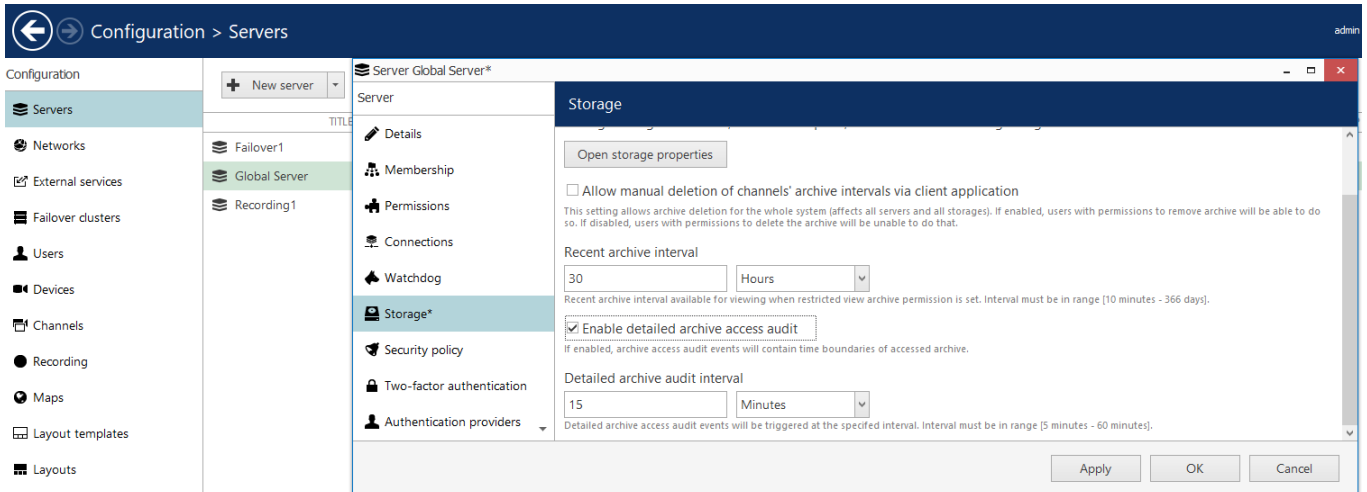 Configuration > Servers
admin
Configuration
Servers
Networks
External services
Failover clusters
Users
Devices
Channels
Recording
Maps
Layout templates
Layouts
New server
TITLE
Failover1
Global Server
Recording1
Server Global Server*
Server
Details
Membership
Permissions
Connections
Watchdog
Storage*
Security policy
Two-factor authentication
Authentication providers
Storage
Open storage properties
Allow manual deletion of channels' archive intervals via client application
This setting allows archive deletion for the whole system (affects all servers and all storages). If enabled, users with permissions to remove archive will be able to do
so. If disabled, users with permissions to delete the archive will be unable to do that.
Recent archive interval
30
Hours
Recent archive interval available for viewing when restricted view archive permission is set. Interval must be in range [10 minutes - 366 days].
Enable detailed archive access audit
If enabled, archive access audit events will contain time boundaries of accessed archive.
Detailed archive audit interval
15
Minutes
Detailed archive access audit events will be triggered at the specifed interval. Interval must be in range [5 minutes - 60 minutes].
Apply
OK
Cancel